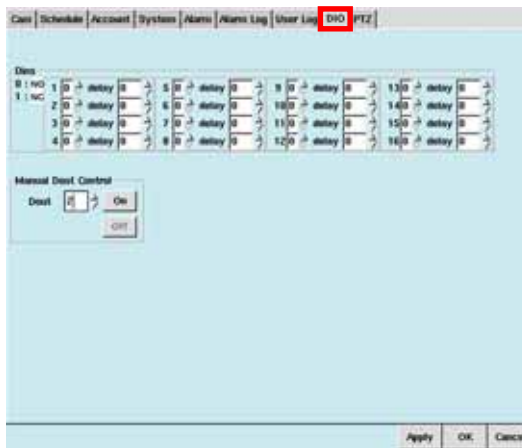 Cam Schedule Account System Alarm Alarm Log User Log DIO PTZ
Dins
0 : NO
1 : NC
1 0 delay 0 5 0 delay 0 9 0 delay 0 13 0 delay 0
2 0 delay 0 6 0 delay 0 10 0 delay 0 14 0 delay 0
3 0 delay 0 7 0 delay 0 11 0 delay 0 15 0 delay 0
4 0 delay 0 8 0 delay 0 12 0 delay 0 16 0 delay 0
Manual Dout Control
Dout 2 On
Off
Apply OK Cance